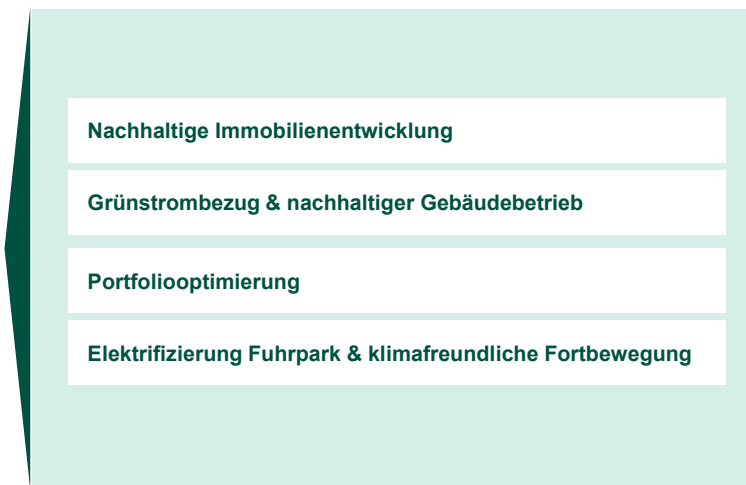 Nachhaltige Immobilienentwicklung
Grünstrombezug & nachhaltiger Gebäudebetrieb
Portfoliooptimierung
Elektrifizierung Fuhrpark & klimafreundliche Fortbewegung